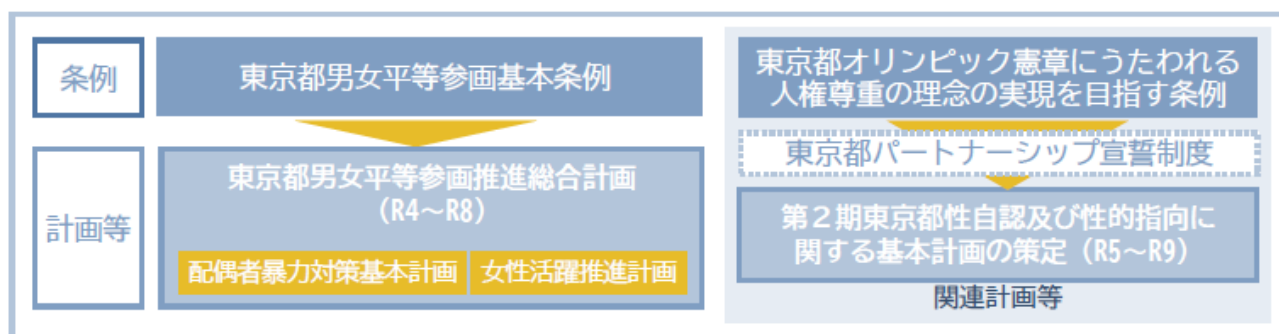 条例
東京都男女平等参画基本条例
計画等
東京都男女平等参画推進総合計画
（R4～R8）
配偶者暴力対策基本計画
女性活躍推進計画
東京都オリンピック憲章にうたわれる
人権尊重の理念の実現を目指す条例
東京都パートナーシップ宣誓制度
第２期東京都性自認及び性的指向に
関する基本計画の策定（R5～R9）
関連計画等